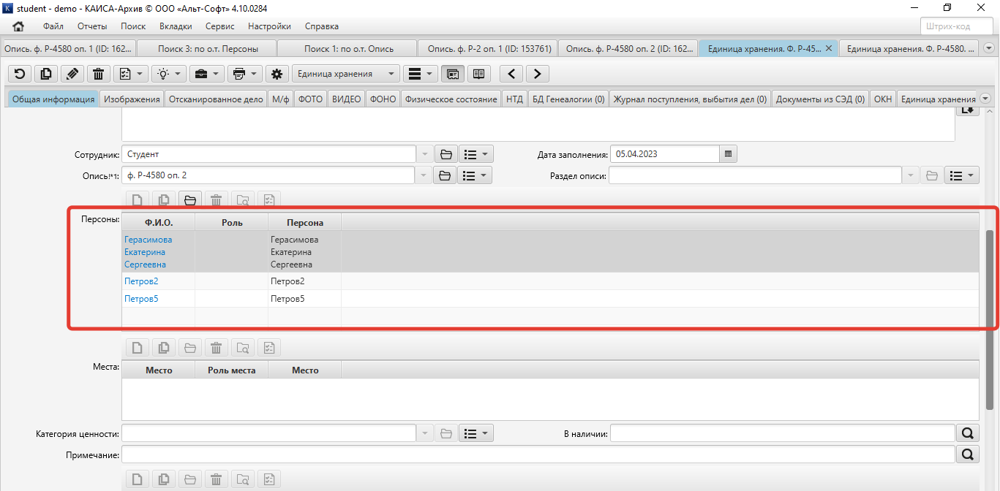 student - demo - КАИСА-Архив © ООО «Альт-Софт» 4.10.0284
Файл Отчеты Поиск Вкладки Сервис Настройки Справка Штрих-код
Опись. ф. Р-4580 оп. 1 (ID: 162... Поиск 3: по о.т. Персоны Поиск 1: по о.т. Опись Опись. ф. Р-2 оп. 1 (ID: 153761) Опись. ф. Р-4580 оп. 2 (ID: 162... Единица хранения. Ф. Р-45... Единица хранения. Ф. Р-4580. ...
Единица хранения
Общая информация Изображения Отсканированное дело М/ф ФОТО ВИДЕО ФОНО Физическое состояние НТД БД Генеалогии (0) Журнал поступления, выбытия дел (0) Документы из СЭД (0) ОКН Единица хранения
Сотрудник: Студент Дата заполнения: 05.04.2023
Опись!*1: ф. Р-4580 оп. 2 Раздел описи:
Персоны: Ф.И.О. Роль Персона
Герасимова Герасимова
Екатерина Екатерина
Сергеевна Сергеевна
Петров2 Петров2
Петров5 Петров5
Места: Место Роль места Место
Категория ценности: В наличии:
Примечание: